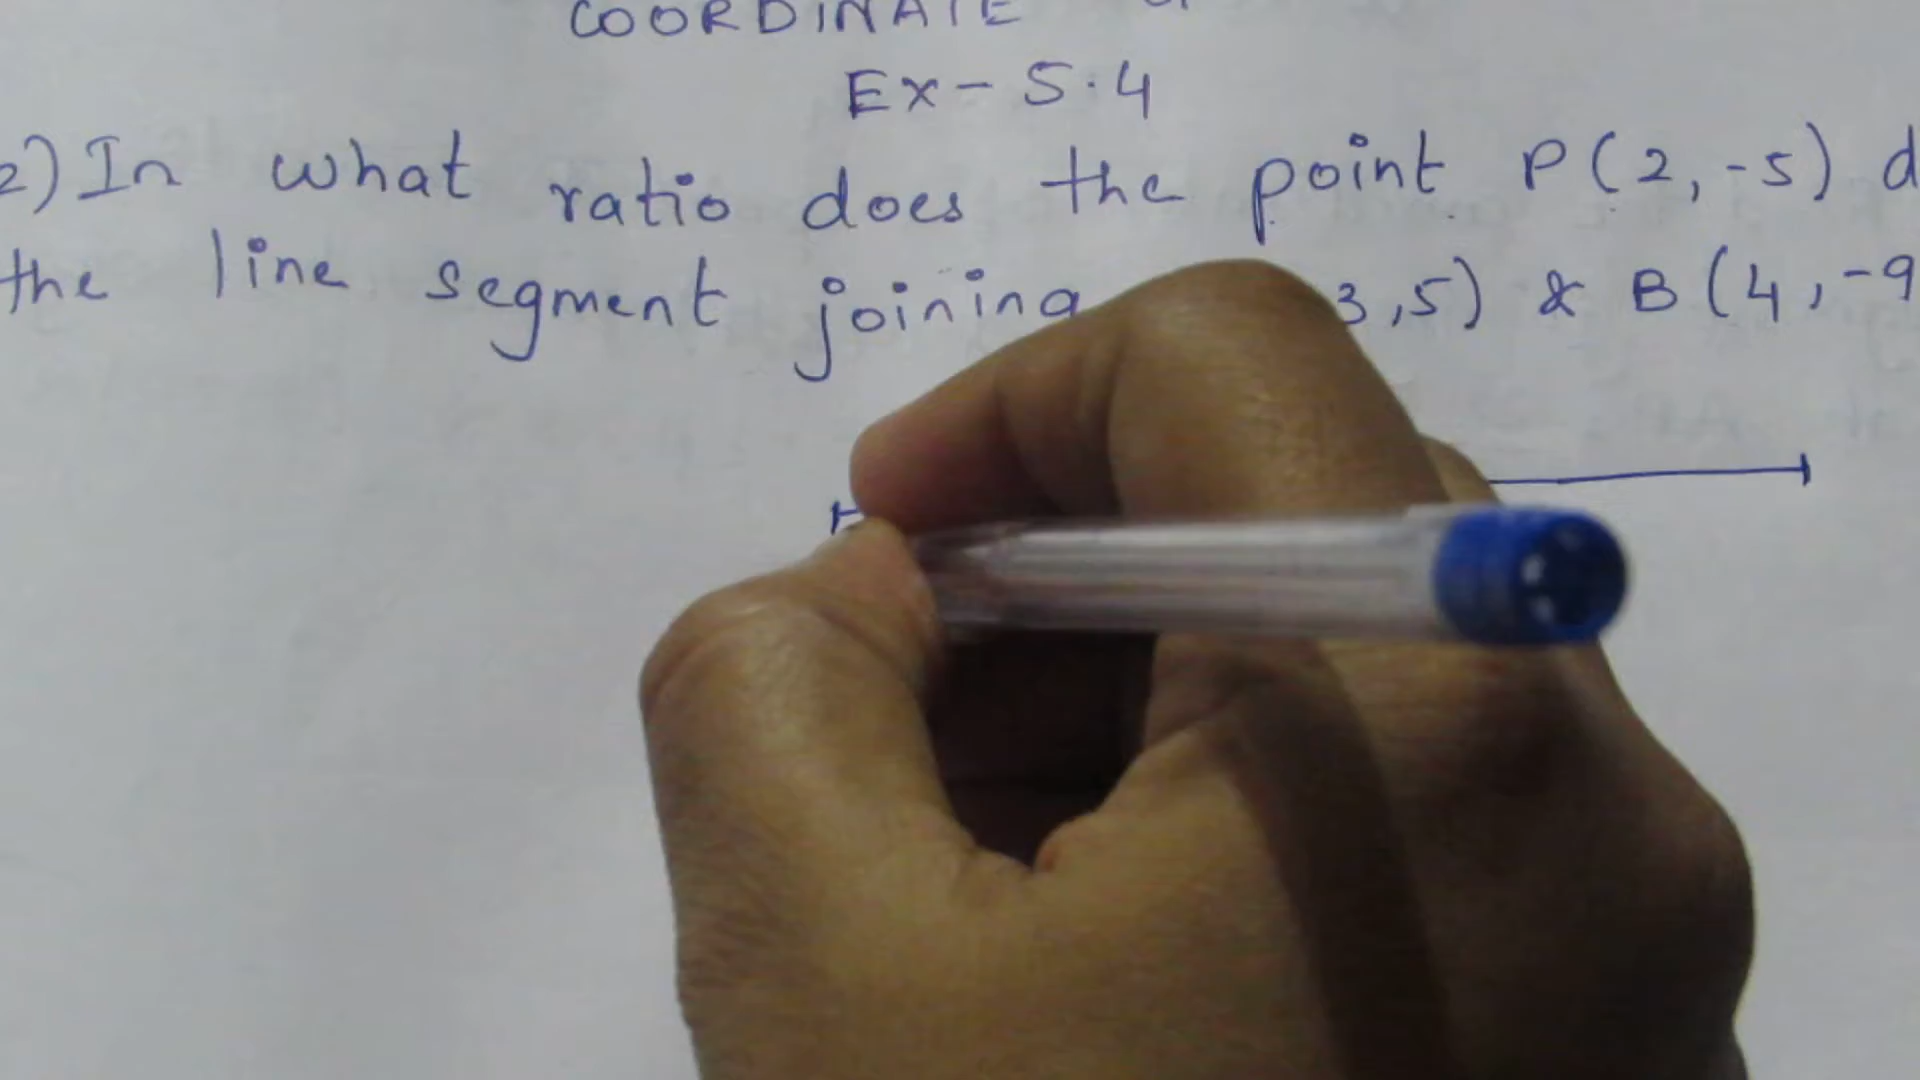 COORDINATE
Ex - 5.4
2) In what ratio does the point P(2, -5) d
the line segment joining 3,5) & B(4, -9